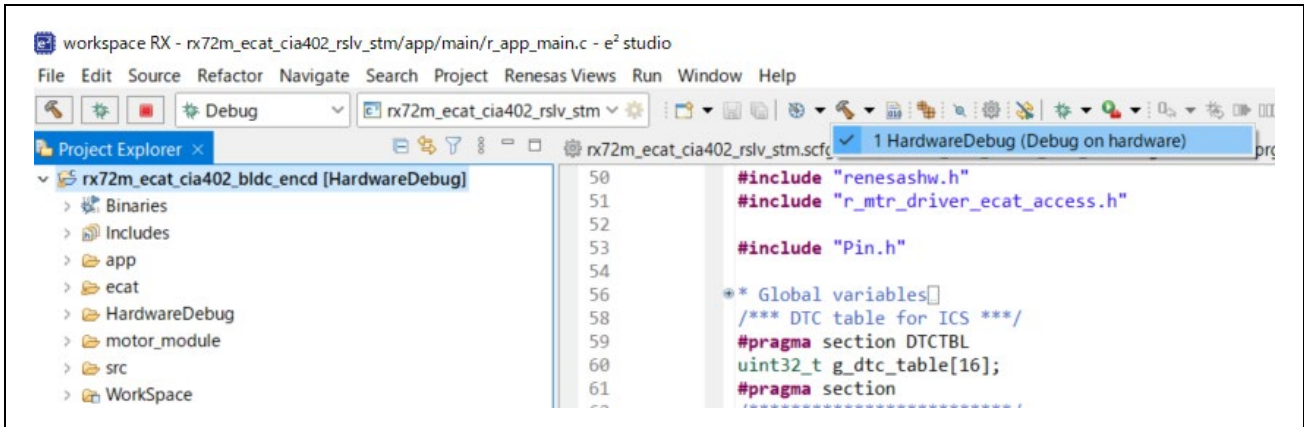 workspace RX - rx72m_ecat_cia402_rslv_stm/app/main/r_app_main.c - e² studio
File Edit Source Refactor Navigate Search Project Renesas Views Run Window Help
Debug rx72m_ecat_cia402_rslv_stm
Project Explorer rx72m_ecat_cia402_rslv_stm.scfg 1 HardwareDebug (Debug on hardware)
rx72m_ecat_cia402_bldc_encd [HardwareDebug]
Binaries
Includes
app
ecat
HardwareDebug
motor_module
src
WorkSpace
50 #include "renesashw.h"
51 #include "r_mtr_driver_ecat_access.h"
52
53 #include "Pin.h"
54
56 * Global variables
58 /*** DTC table for ICS ***/
59 #pragma section DTCTBL
60 uint32_t g_dtc_table[16];
61 #pragma section